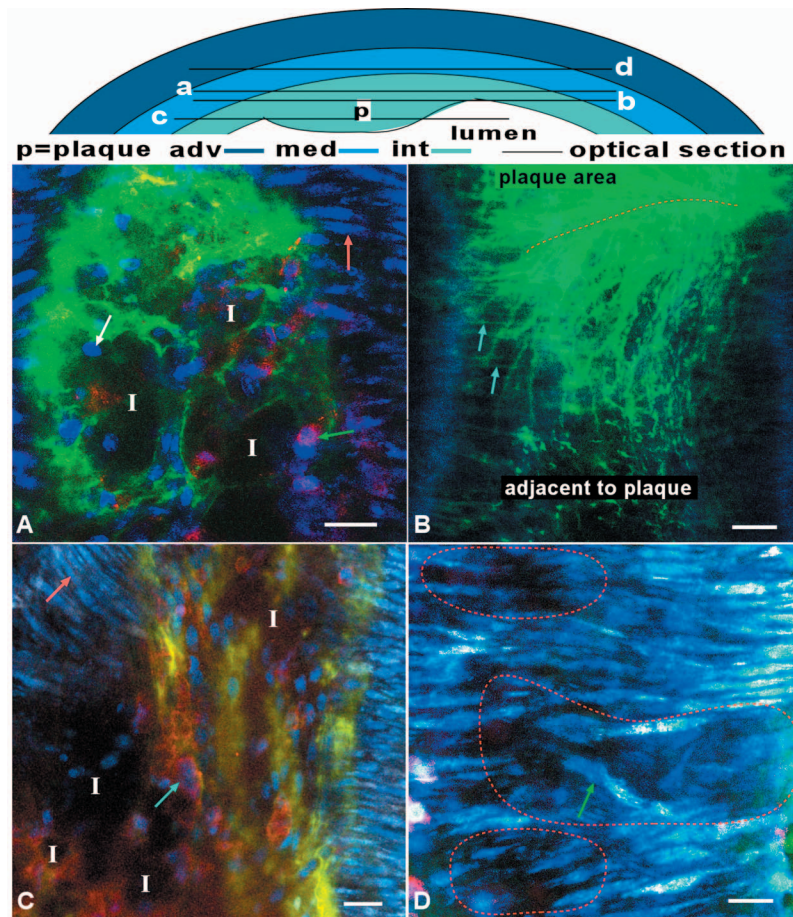 d
a
b
p
c
lumen
p=plaque adv med int optical section
plaque area
I
I
I
adjacent to plaque
A
B
I
I
I
I
C
D